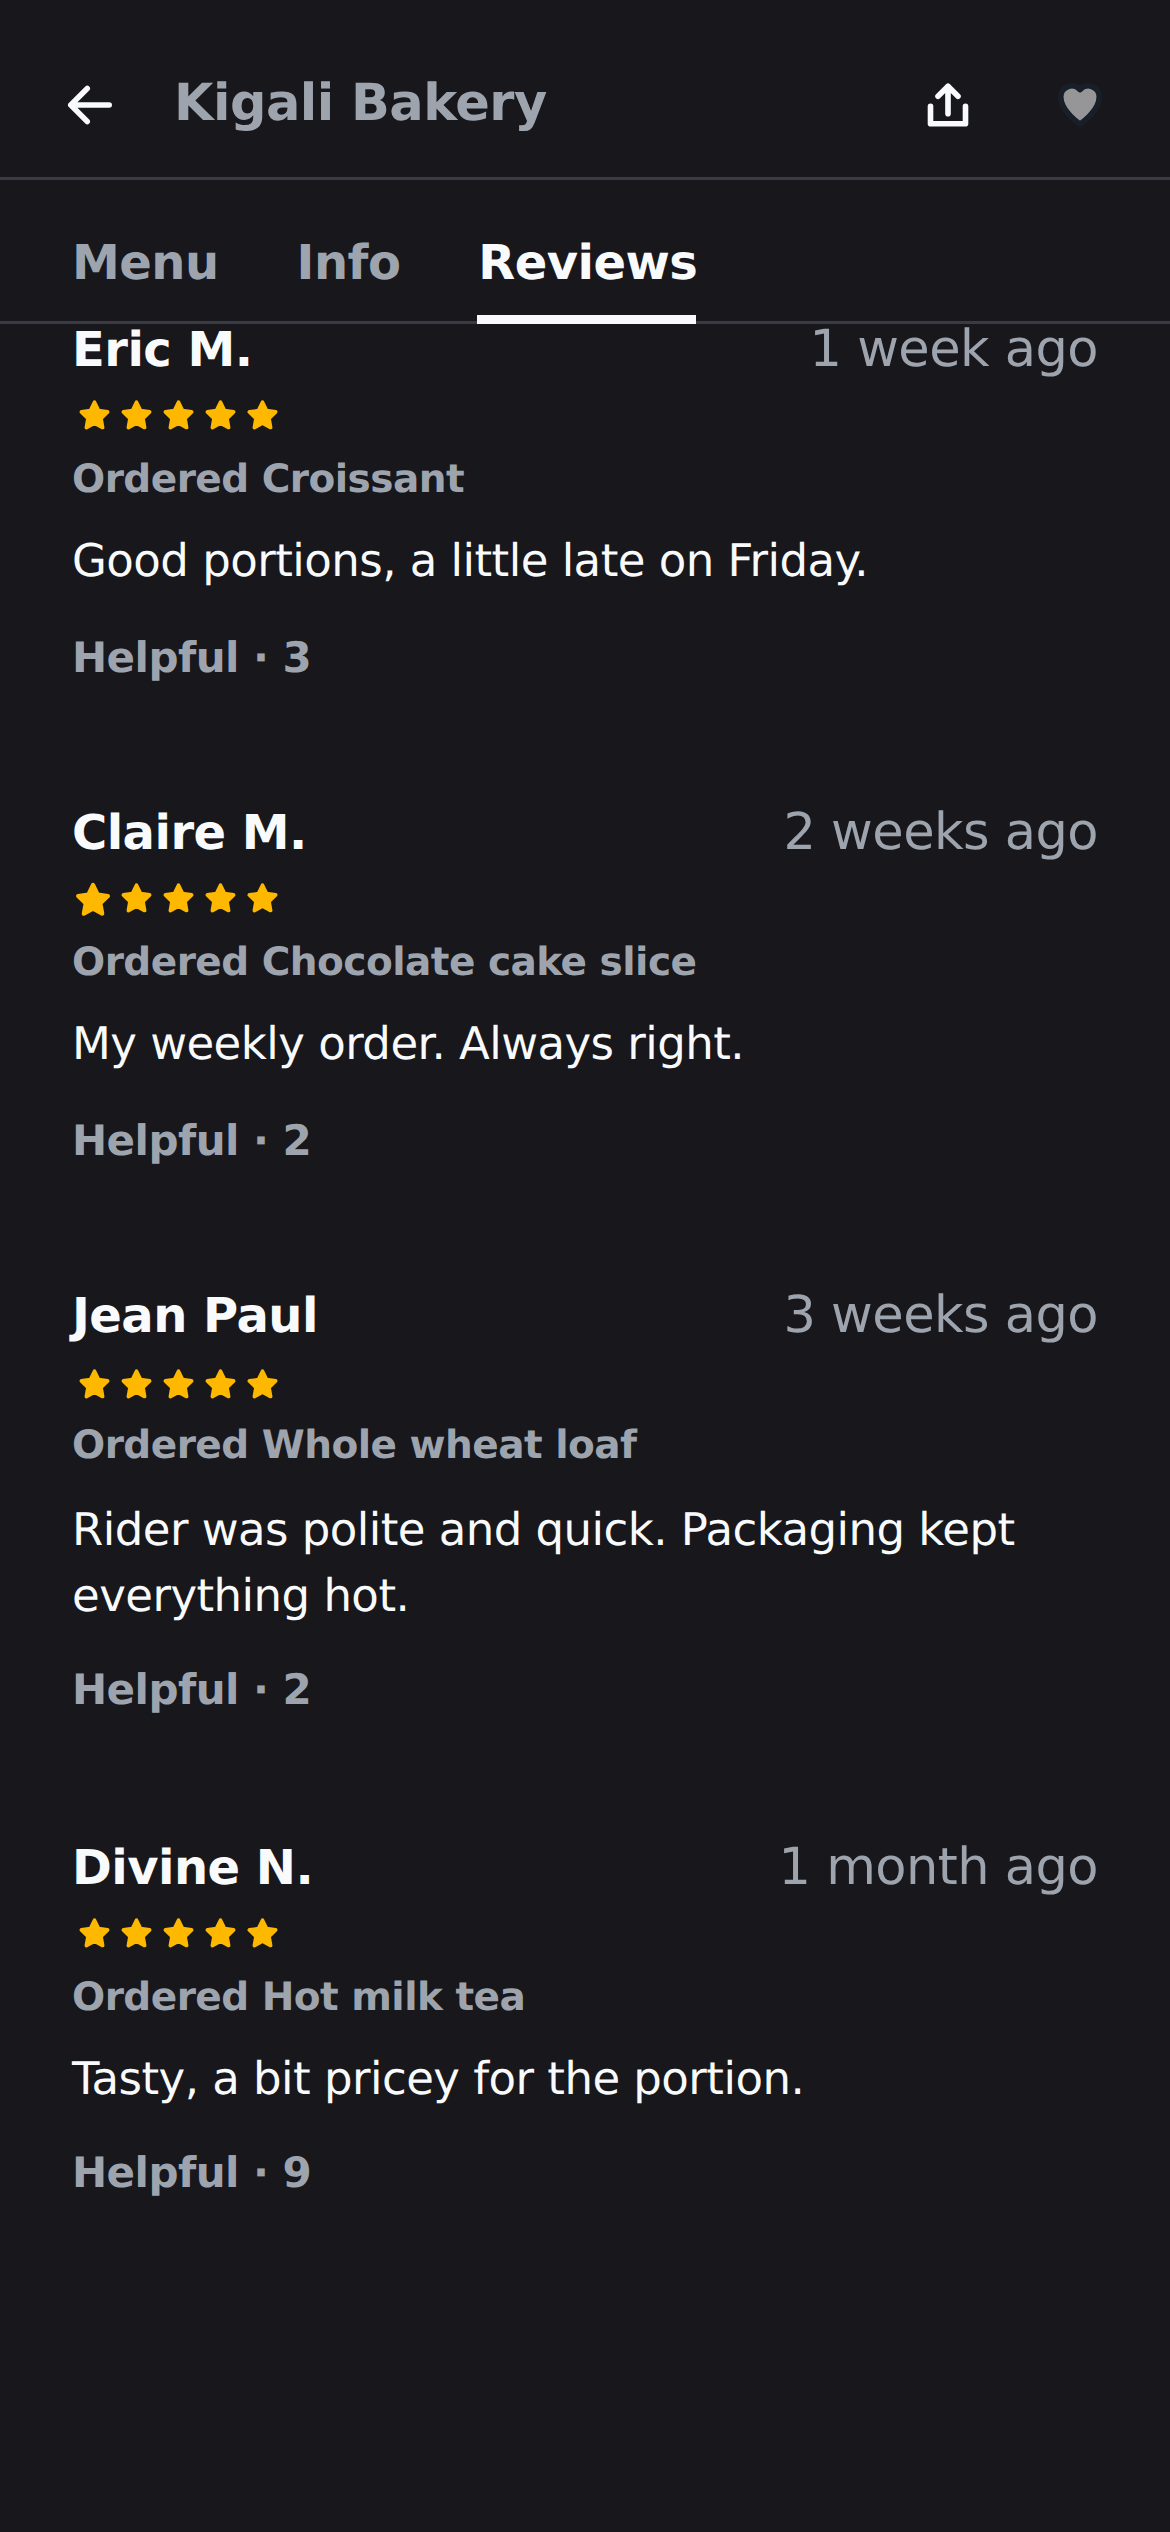 Kigali Bakery
Menu Info Reviews
Eric M. 1 week ago
Ordered Croissant
Good portions, a little late on Friday.
Helpful · 3
Claire M. 2 weeks ago
Ordered Chocolate cake slice
My weekly order. Always right.
Helpful · 2
Jean Paul 3 weeks ago
Ordered Whole wheat loaf
Rider was polite and quick. Packaging kept
everything hot.
Helpful · 2
Divine N. 1 month ago
Ordered Hot milk tea
Tasty, a bit pricey for the portion.
Helpful · 9